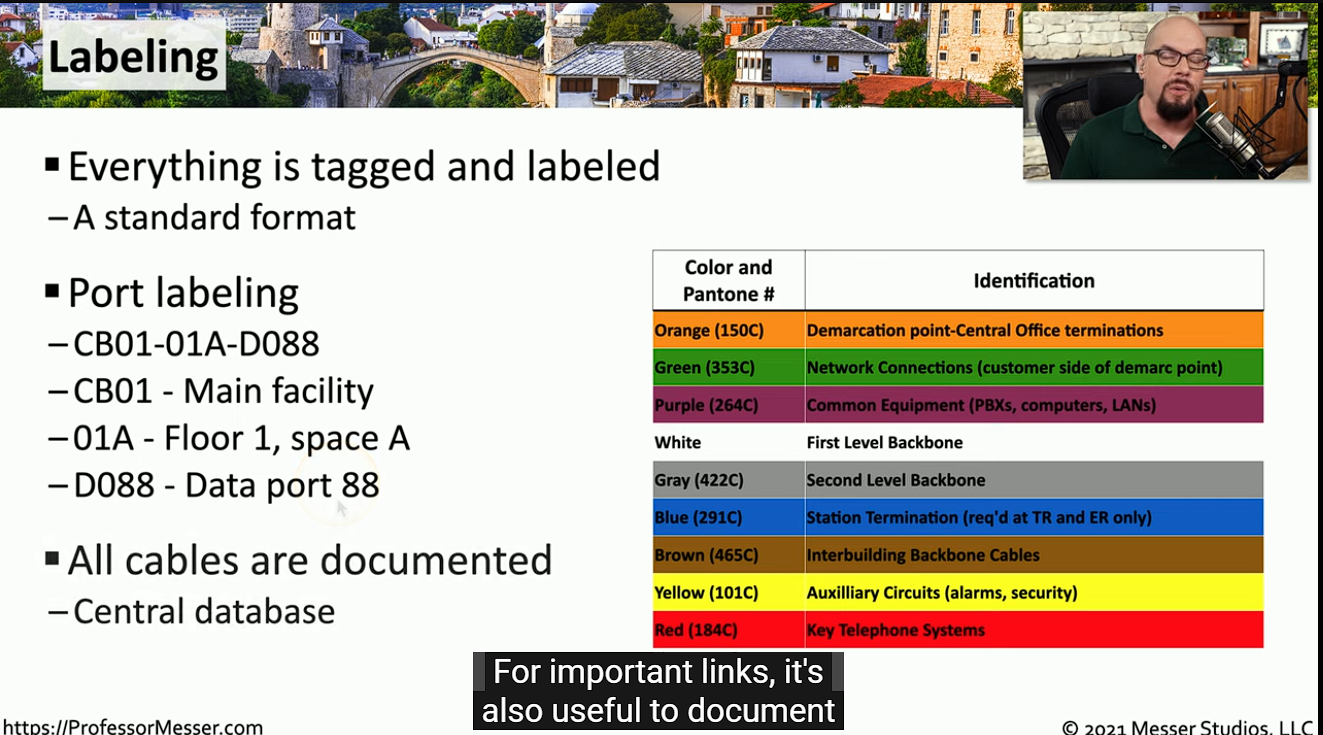 Labeling
▪ Everything is tagged and labeled
– A standard format
▪ Port labeling
– CB01-01A-D088
– CB01 - Main facility
– 01A - Floor 1, space A
– D088 - Data port 88
▪ All cables are documented
– Central database
Color and Pantone # Identification
Orange (150C) Demarcation point-Central Office terminations
Green (353C) Network Connections (customer side of demarc point)
Purple (264C) Common Equipment (PBXs, computers, LANs)
White First Level Backbone
Gray (422C) Second Level Backbone
Blue (291C) Station Termination (req'd at TR and ER only)
Brown (465C) Interbuilding Backbone Cables
Yellow (101C) Auxilliary Circuits (alarms, security)
Red (184C) Key Telephone Systems
For important links, it's
also useful to document
https://ProfessorMesser.com
© 2021 Messer Studios, LLC